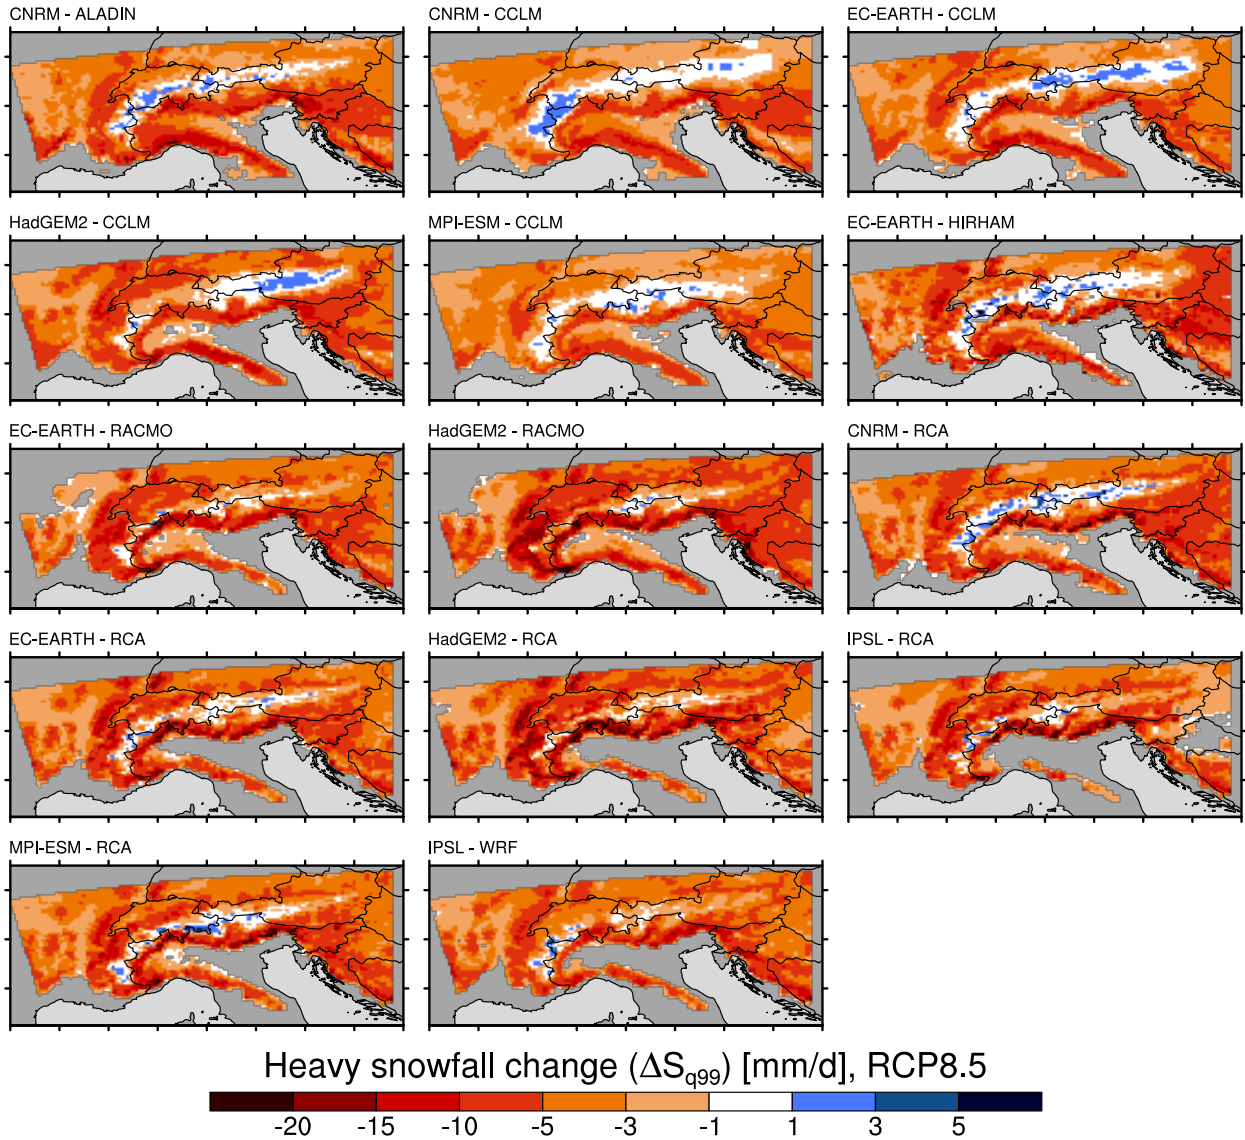 CNRM - ALADIN
CNRM - CCLM
EC-EARTH - CCLM
HadGEM2 - CCLM
MPI-ESM - CCLM
EC-EARTH - HIRHAM
EC-EARTH - RACMO
HadGEM2 - RACMO
CNRM - RCA
EC-EARTH - RCA
HadGEM2 - RCA
IPSL - RCA
MPI-ESM - RCA
IPSL - WRF
Heavy snowfall change (ΔS_q99) [mm/d], RCP8.5
-20 -15 -10 -5 -3 -1 1 3 5